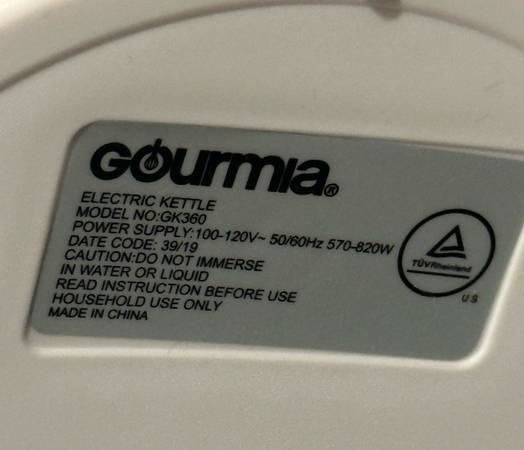 Gourmia®
ELECTRIC KETTLE
MODEL NO:GK360
POWER SUPPLY:100-120V~ 50/60Hz 570-820W
DATE CODE: 39/19
CAUTION:DO NOT IMMERSE
IN WATER OR LIQUID
READ INSTRUCTION BEFORE USE
HOUSEHOLD USE ONLY
MADE IN CHINA
TÜVRheinland
US